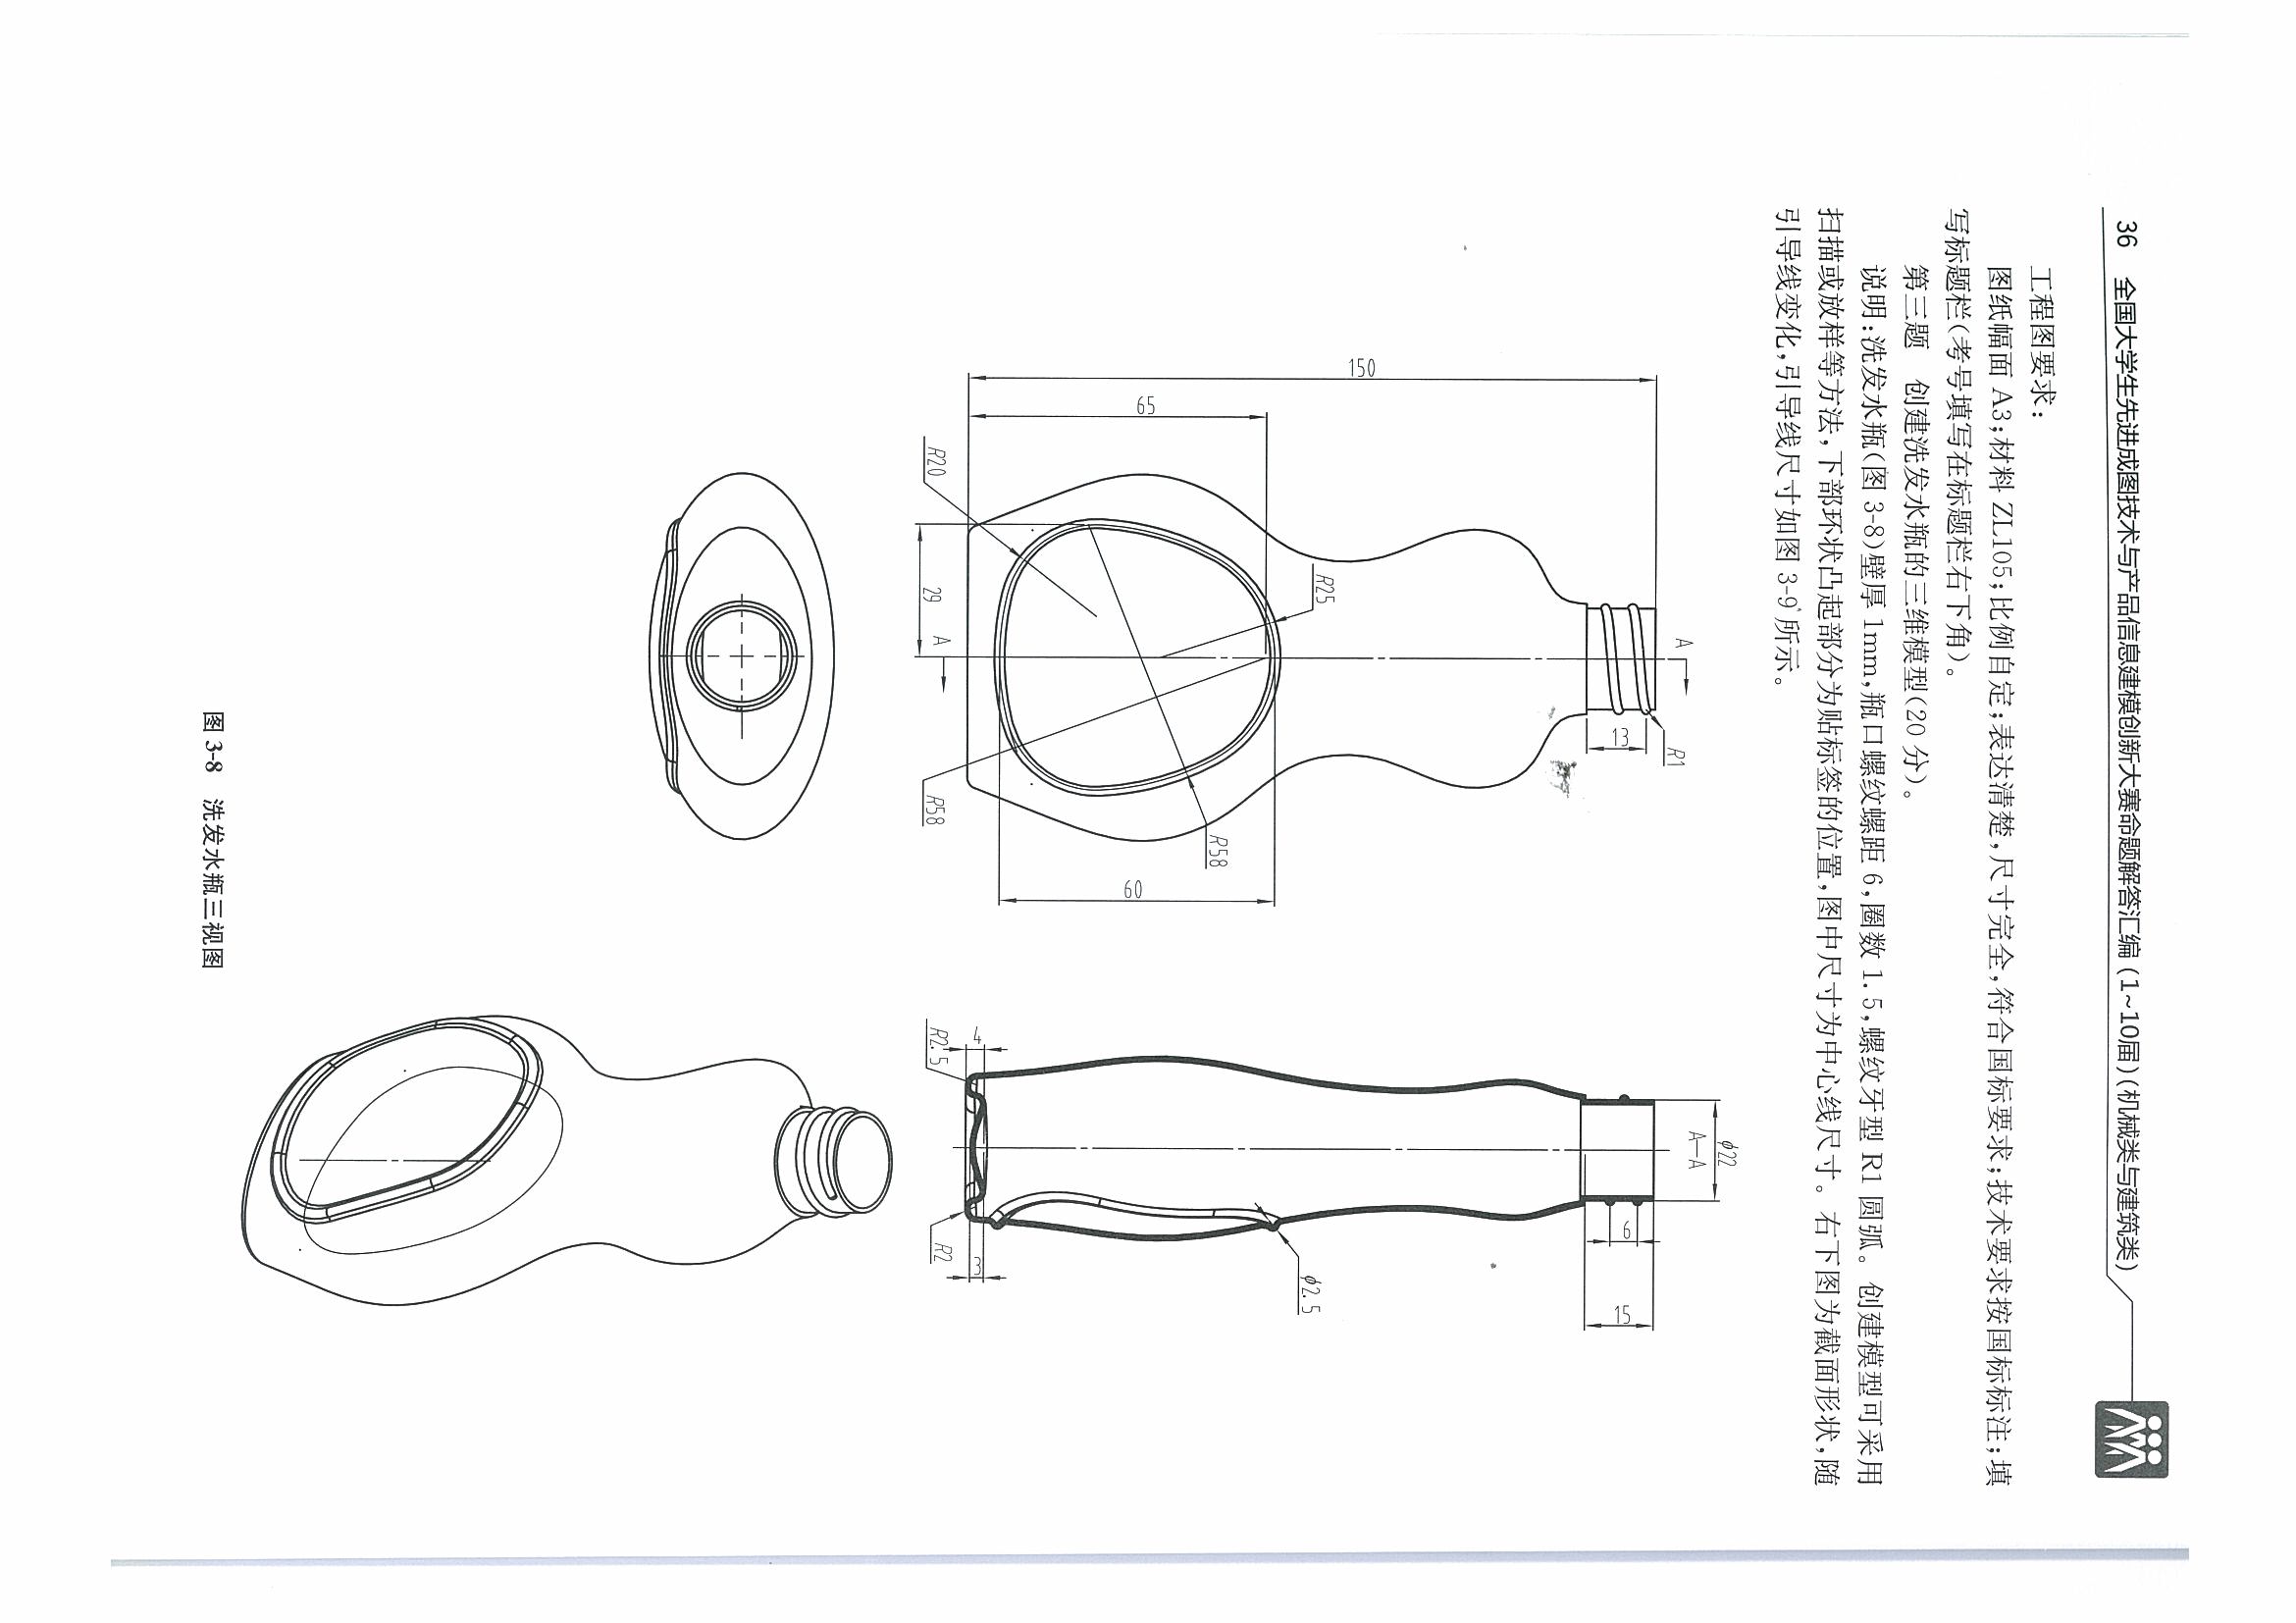 36 全国大学生先进成图技术与产品信息建模创新大赛命题解答汇编(1~10届)(机械类与建筑类)
工程图要求:
图纸幅面 A3;材料 ZL105;比例自定;表达清楚,尺寸完全,符合国标要求;技术要求按国标标注;填
写标题栏(考号填写在标题栏右下角)。
第三题 创建洗发水瓶的三维模型(20 分)。
说明:洗发水瓶(图 3-8)壁厚 1mm,瓶口螺纹螺距 6,圈数 1.5,螺纹牙型 R1 圆弧。创建模型可采用
扫描或放样等方法,下部环状凸起部分为贴标签的位置,图中尺寸为中心线尺寸。右下图为截面形状,随
引导线变化,引导线尺寸如图 3-9 所示。
A
R1
13
R25
150
65
R20
29
A
R58
R58
60
φ22
A—A
6
15
φ2.5
4
R2.5
R2
3
图 3-8 洗发水瓶三视图